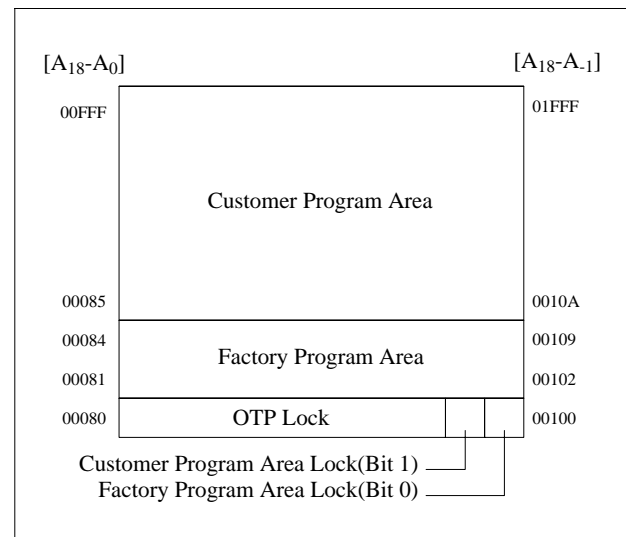 [A18-A0] [A18-A-1]
00FFF 01FFF
Customer Program Area
00085 0010A
00084 00109
Factory Program Area
00081 00102
00080 OTP Lock 00100
Customer Program Area Lock(Bit 1)
Factory Program Area Lock(Bit 0)